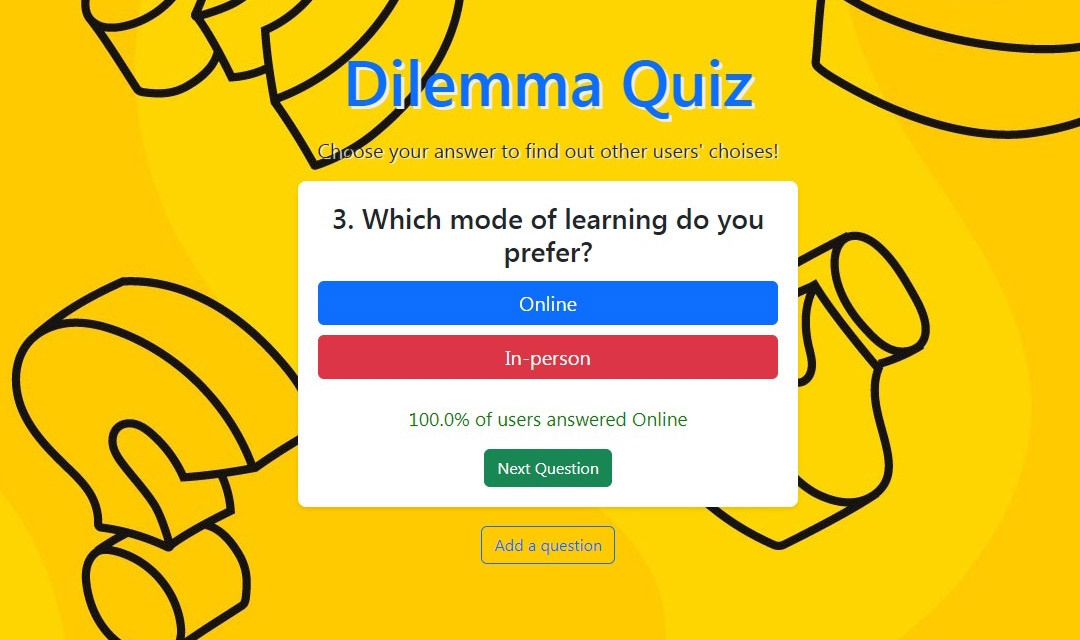 Dilemma Quiz
Choose your answer to find out other users' choises!
3. Which mode of learning do you
prefer?
Online
In-person
100.0% of users answered Online
Next Question
Add a question